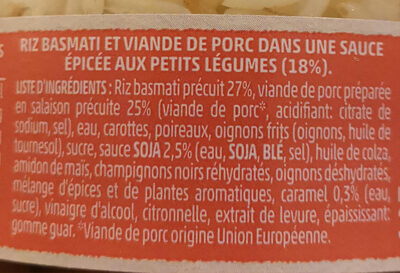 RIZ BASMATI ET VIANDE DE PORC DANS UNE SAUCE
ÉPICÉE AUX PETITS LÉGUMES (18%).
LISTE D'INGRÉDIENTS : Riz basmati précuit 27%, viande de porc préparée
en salaison précuite 25% (viande de porc*, acidifiant: citrate de
sodium, sel), eau, carottes, poireaux, oignons frits (oignons, huile de
tournesol), sucre, sauce SOJA 2,5% (eau, SOJA, BLÉ, sel), huile de colza,
amidon de maïs, champignons noirs réhydratés, oignons déshydratés,
mélange d'épices et de plantes aromatiques, caramel 0,3% (eau,
sucre), vinaigre d'alcool, citronnelle, extrait de levure, épaississant:
gomme guar. *Viande de porc origine Union Européenne.